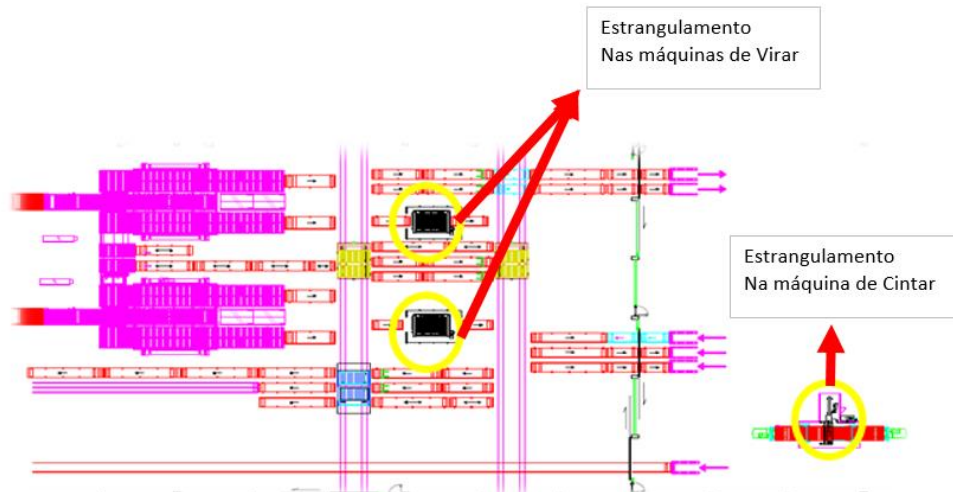 Estrangulamento
Nas máquinas de Virar
Estrangulamento
Na máquina de Cintar